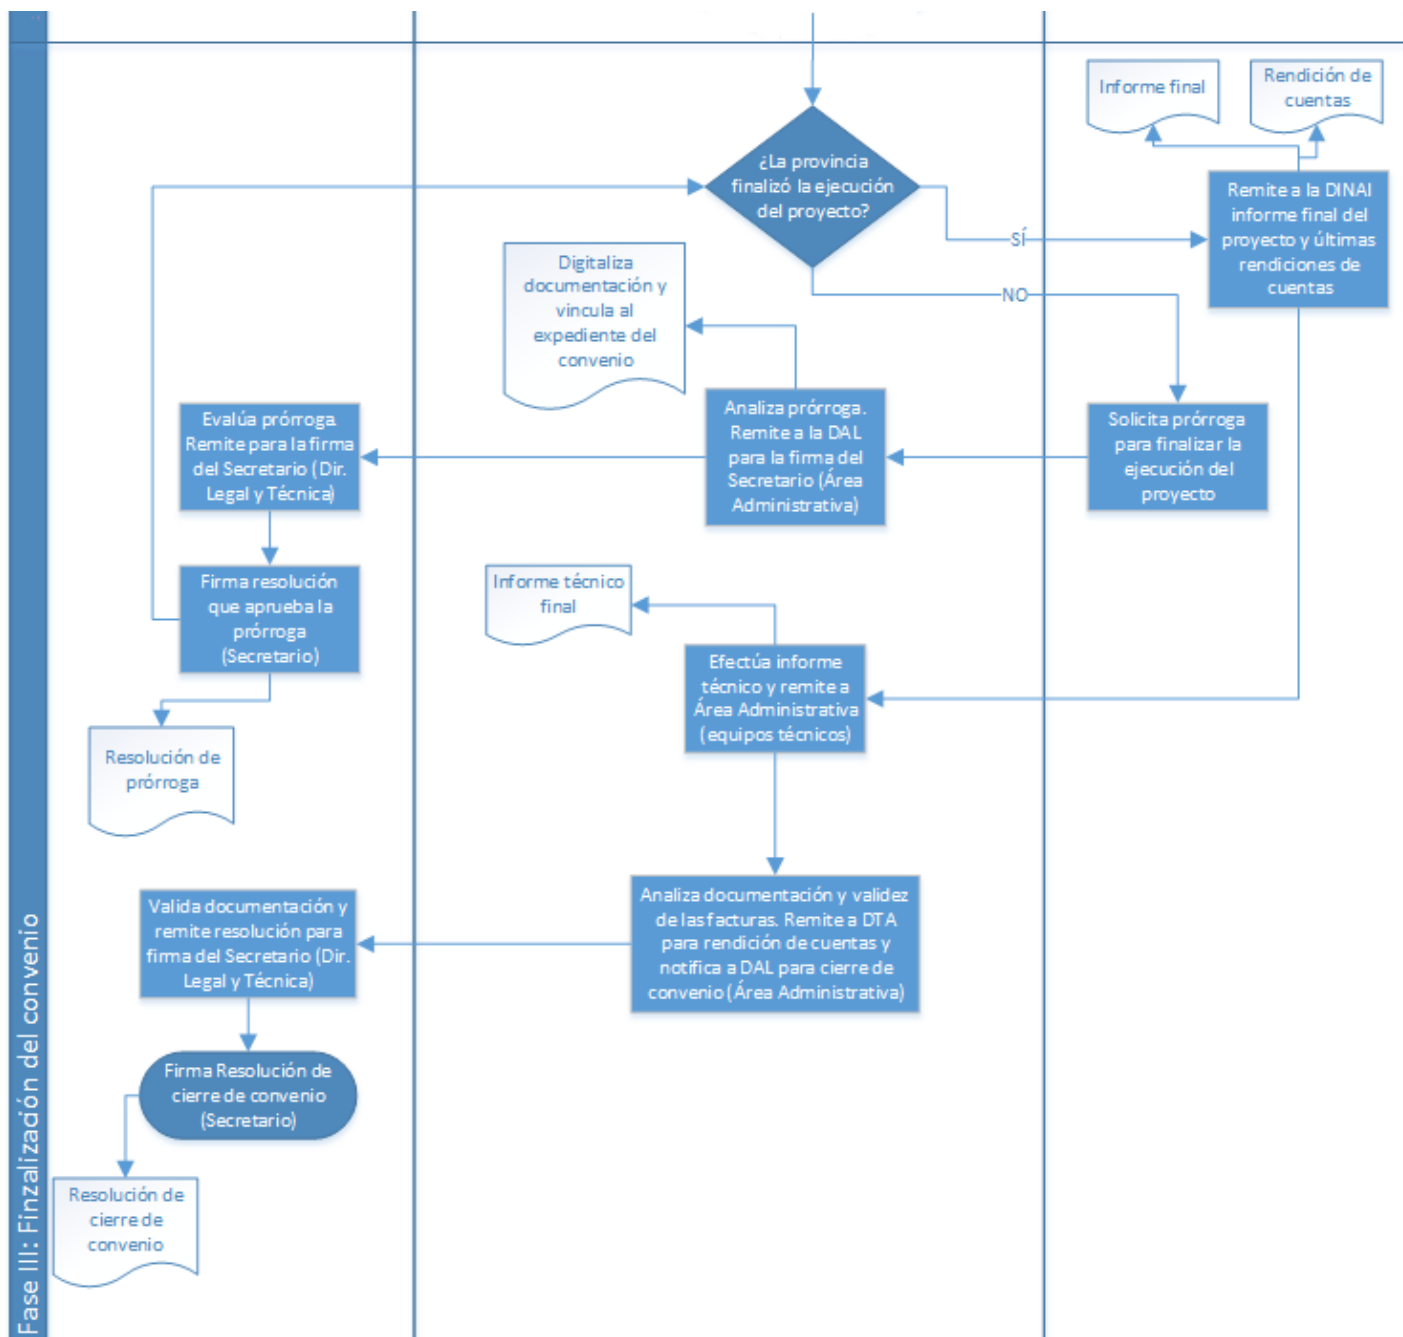 Informe final
Rendición de
cuentas
¿La provincia
finalizó la ejecución
del proyecto?
Remite a la DINAI
informe final del
proyecto y últimas
rendiciones de
cuentas
SÍ
NO
Digitaliza
documentación y
vincula al
expediente del
convenio
Evalúa prórroga.
Remite para la firma
del Secretario (Dir.
Legal y Técnica)
Analiza prórroga.
Remite a la DAL
para la firma del
Secretario (Área
Administrativa)
Solicita prórroga
para finalizar la
ejecución del
proyecto
Firma resolución
que aprueba la
prórroga
(Secretario)
Informe técnico
final
Efectúa informe
técnico y remite a
Área Administrativa
(equipos técnicos)
Resolución de
prórroga
Valida documentación y
remite resolución para
firma del Secretario (Dir.
Legal y Técnica)
Analiza documentación y validez
de las facturas. Remite a DTA
para rendición de cuentas y
notifica a DAL para cierre de
convenio (Área Administrativa)
Firma Resolución de
cierre de convenio
(Secretario)
Resolución de
cierre de
convenio
Fase III: Finzalización del convenio